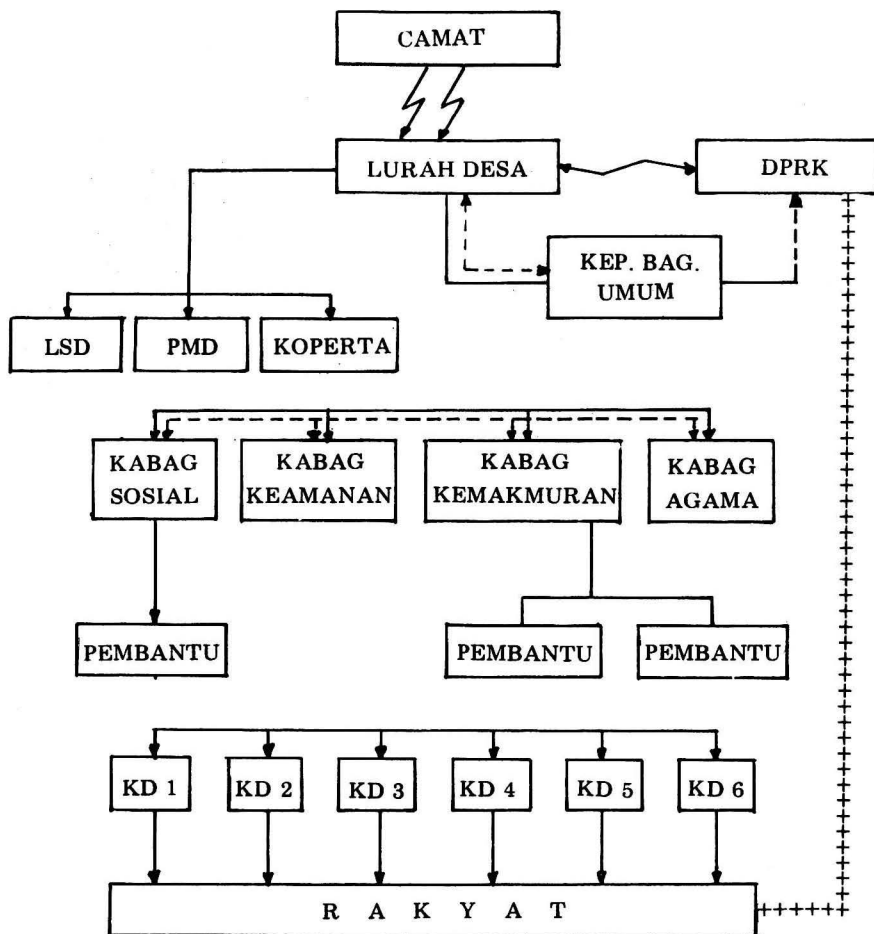 CAMAT
LURAH DESA
DPRK
KEP. BAG.
UMUM
LSD
PMD
KOPERTA
KABAG
SOSIAL
KABAG
KEAMANAN
KABAG
KEMAKMURAN
KABAG
AGAMA
PEMBANTU
PEMBANTU
PEMBANTU
KD 1
KD 2
KD 3
KD 4
KD 5
KD 6
R A K Y A T